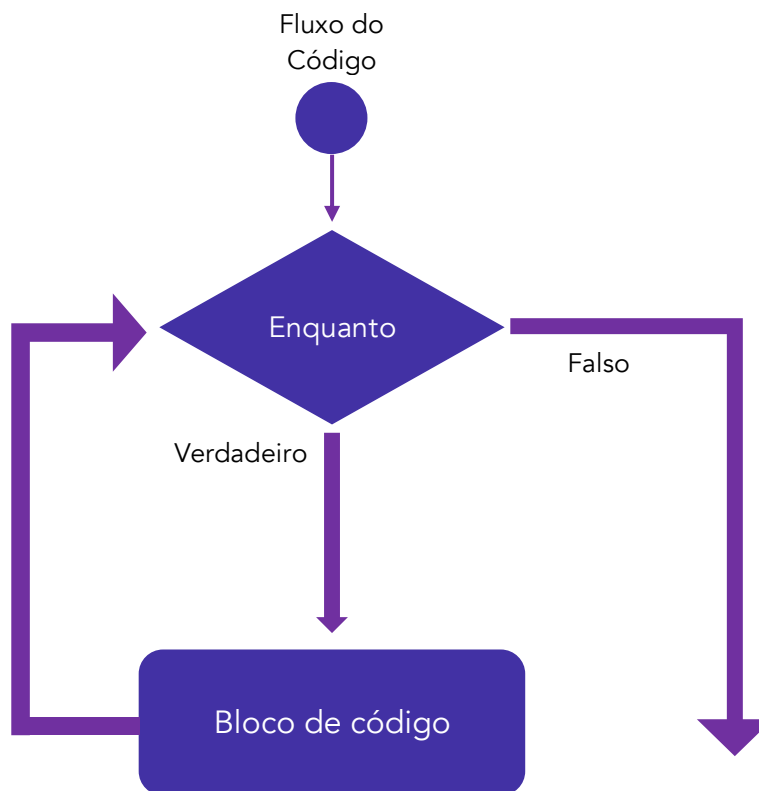 Fluxo do
Código
Enquanto
Falso
Verdadeiro
Bloco de código